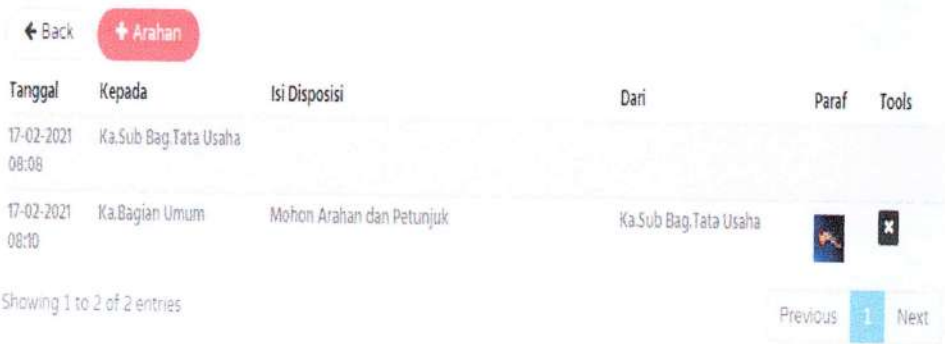 Back + Arahan
Tanggal Kepada Isi Disposisi Dari Paraf Tools
17-02-2021 Ka.Sub Bag.Tata Usaha
08:08
17-02-2021 Ka.Bagian Umum Mohon Arahan dan Petunjuk Ka.Sub Bag.Tata Usaha
08:10
Showing 1 to 2 of 2 entries
Previous 1 Next